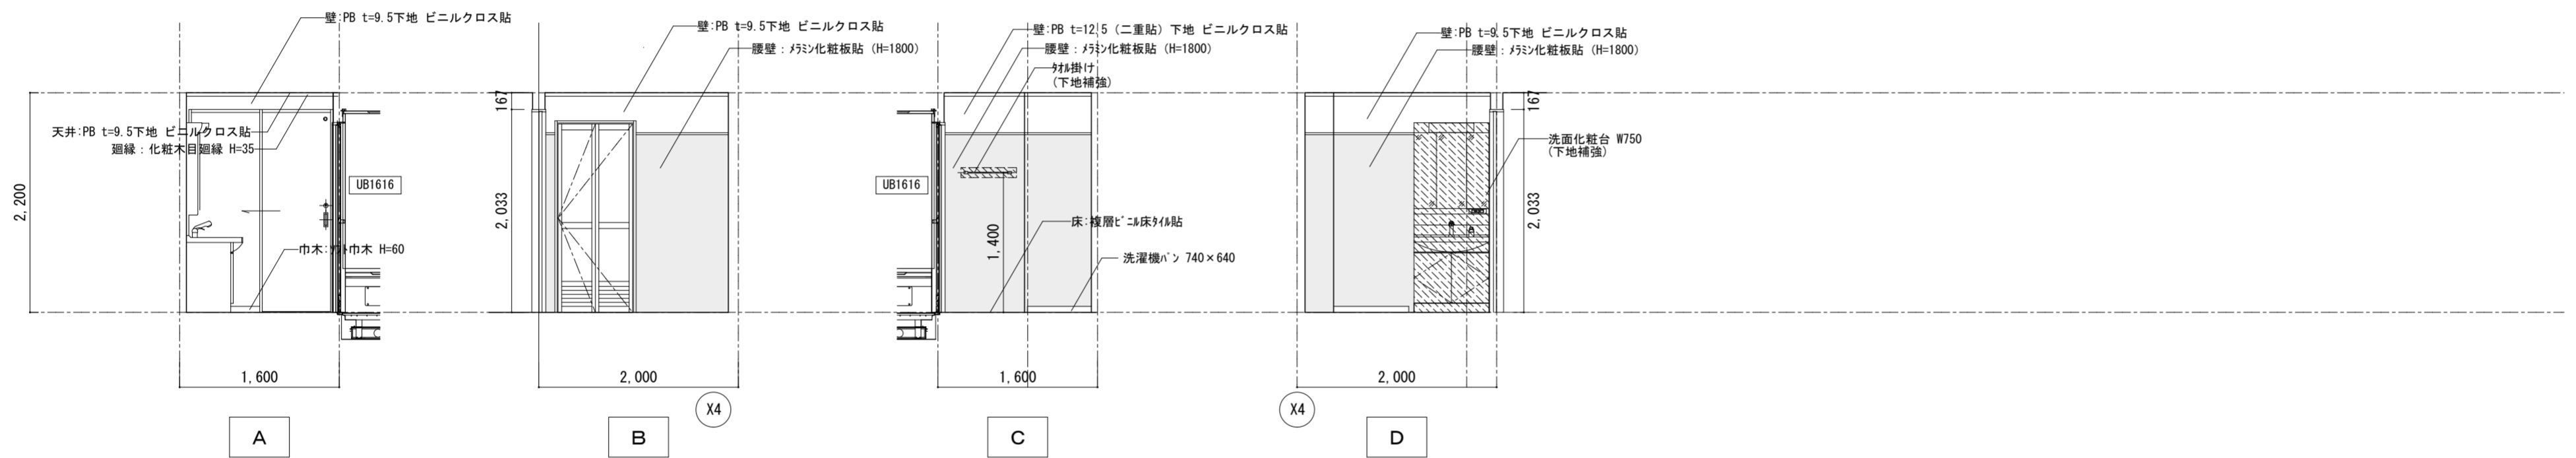 壁:PB t=9.5下地 ビニルクロス貼
天井:PB t=9.5下地 ビニルクロス貼
廻縁：化粧木目廻縁 H=35
2,200
UB1616
巾木:ソフト巾木 H=60
1,600
A
壁:PB t=9.5下地 ビニルクロス貼
腰壁：メラミン化粧板貼（H=1800）
167
2,033
2,000
X4
B
壁:PB t=12.5（二重貼）下地 ビニルクロス貼
腰壁：メラミン化粧板貼（H=1800）
タオル掛け
（下地補強）
UB1616
1,400
床:複層ビニル床タイル貼
洗濯機パン 740×640
1,600
C
壁:PB t=9.5下地 ビニルクロス貼
腰壁：メラミン化粧板貼（H=1800）
167
洗面化粧台 W750
（下地補強）
2,033
2,000
X4
D